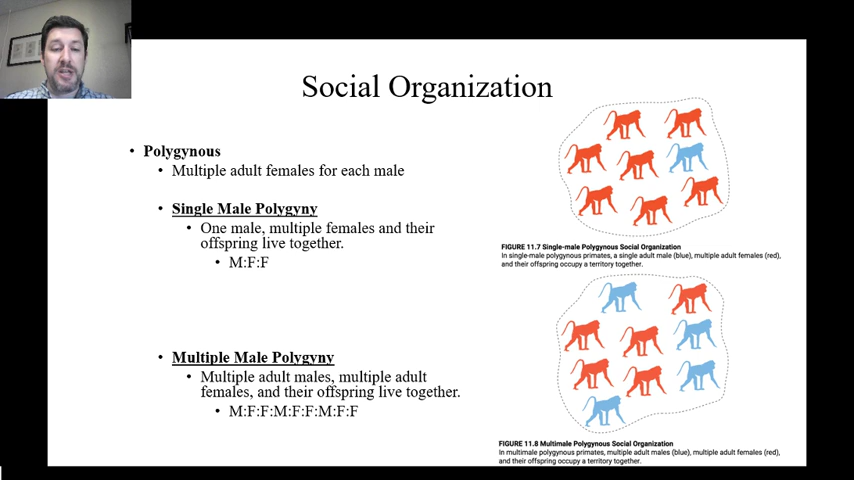 Social Organization
• Polygynous
• Multiple adult females for each male
• Single Male Polygyny
• One male, multiple females and their
offspring live together.
• M:F:F
FIGURE 11.7 Single-male Polygynous Social Organization
In single-male polygynous primates, a single adult male (blue), multiple adult females (red),
and their offspring occupy a territory together.
• Multiple Male Polygyny
• Multiple adult males, multiple adult
females, and their offspring live together.
• M:F:F:M:F:F:M:F:F
FIGURE 11.8 Multimale Polygynous Social Organization
In multimale polygynous primates, multiple adult males (blue), multiple adult females (red),
and their offspring occupy a territory together.